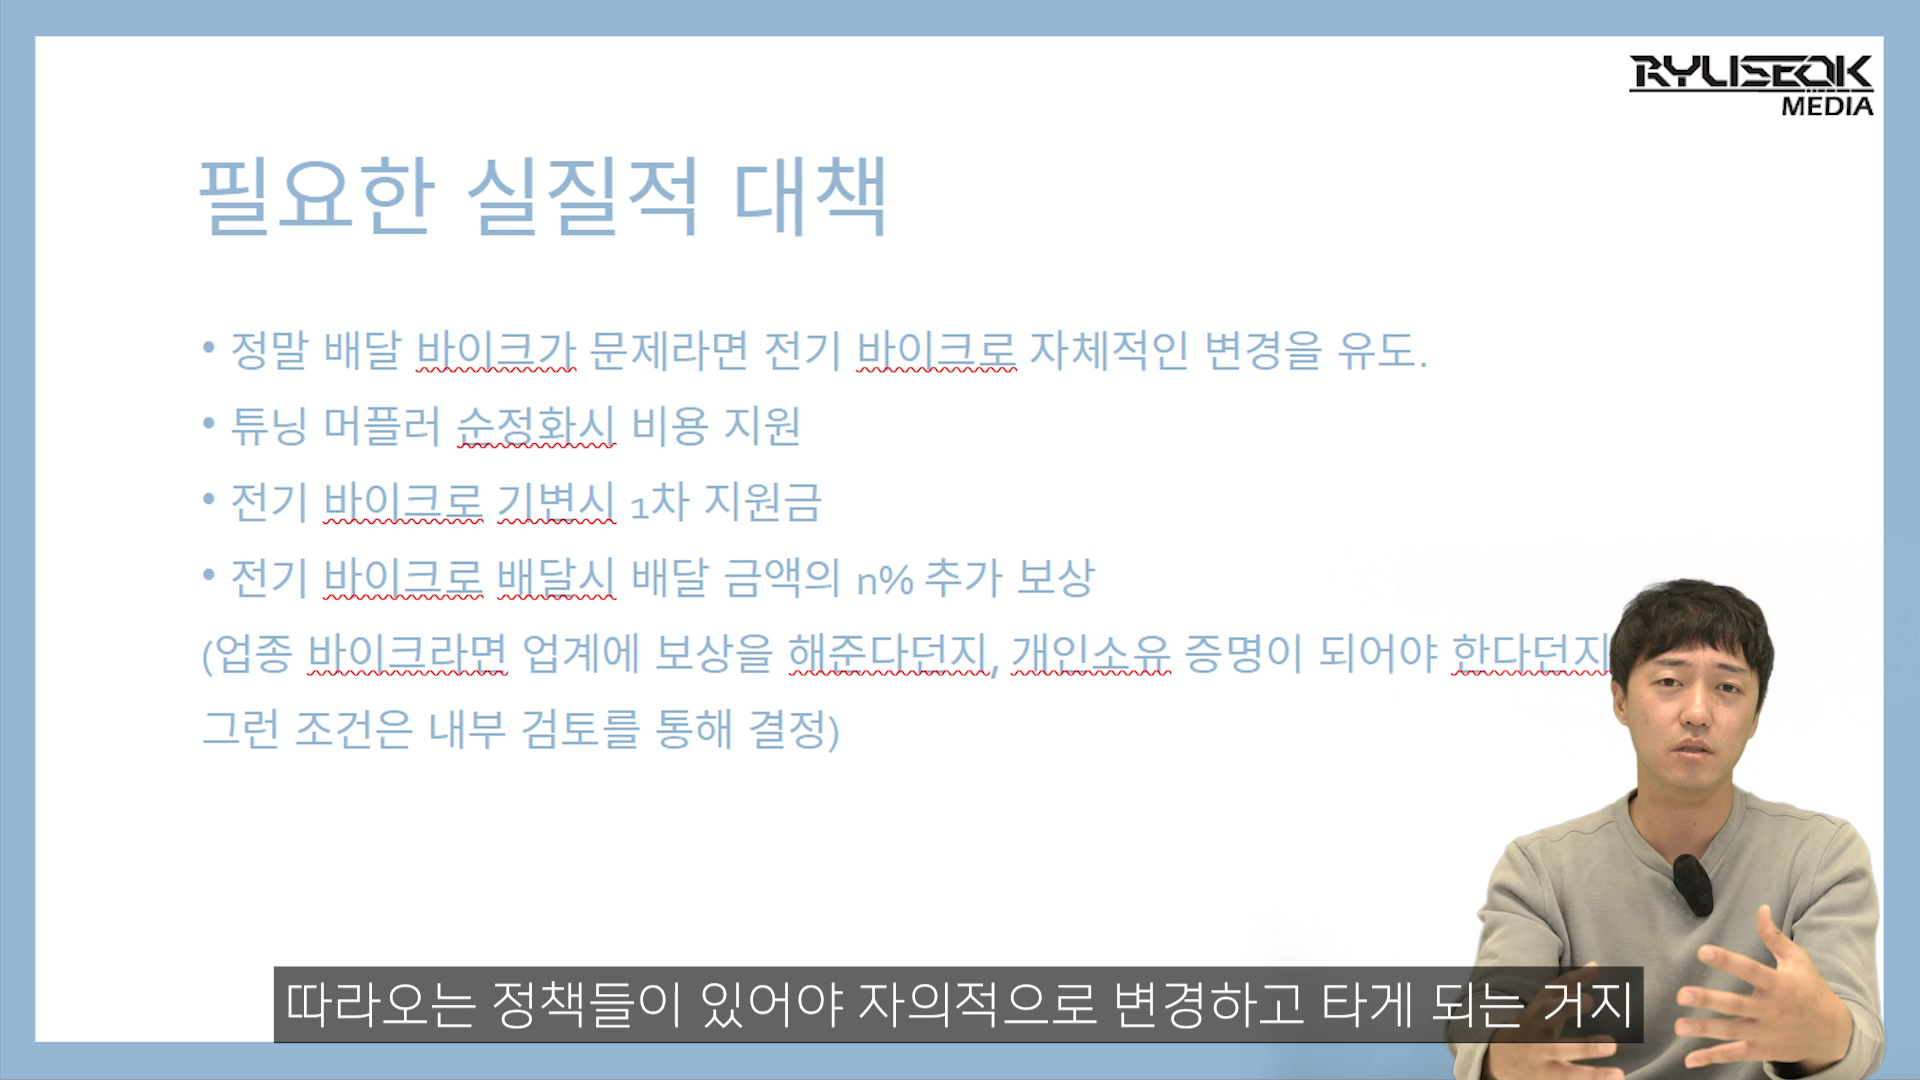 RYUSEOK
MEDIA
필요한 실질적 대책
• 정말 배달 바이크가 문제라면 전기 바이크로 자체적인 변경을 유도.
• 튜닝 머플러 순정화시 비용 지원
• 전기 바이크로 기변시 1차 지원금
• 전기 바이크로 배달시 배달 금액의 n% 추가 보상
(업종 바이크라면 업계에 보상을 해준다던지, 개인소유 증명이 되어야 한다던지
그런 조건은 내부 검토를 통해 결정)
따라오는 정책들이 있어야 자의적으로 변경하고 타게 되는 거지